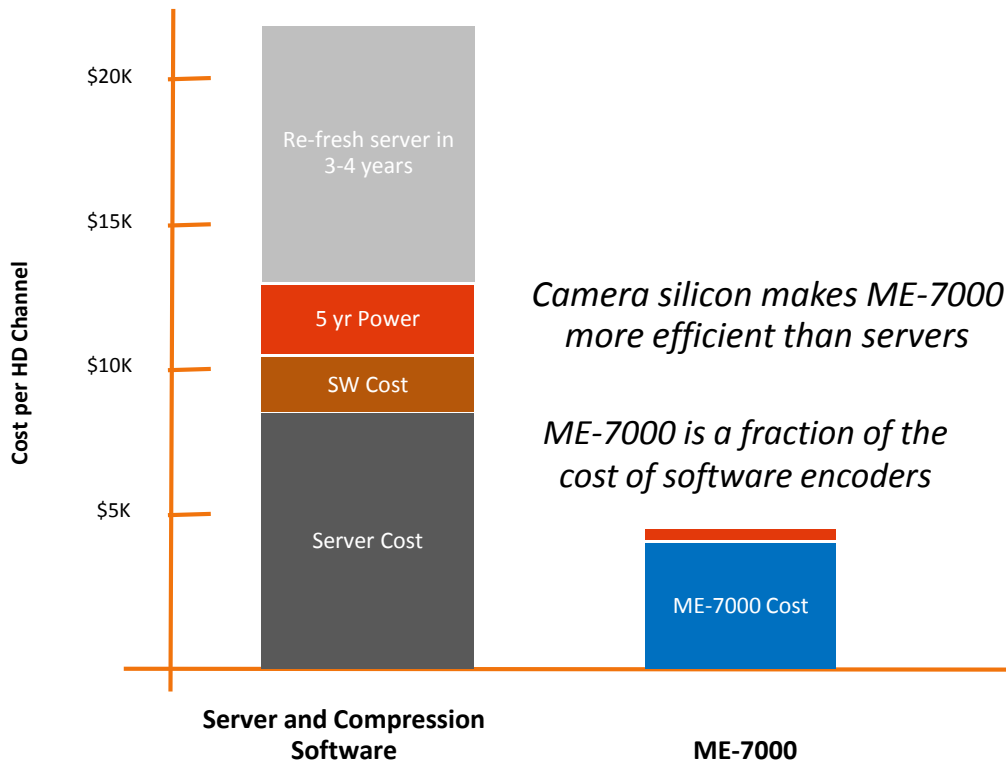 $20K
$15K
$10K
$5K
Cost per HD Channel
Re-fresh server in
3-4 years
5 yr Power
SW Cost
Server Cost
Camera silicon makes ME-7000
more efficient than servers
ME-7000 is a fraction of the
cost of software encoders
ME-7000 Cost
Server and Compression
Software
ME-7000